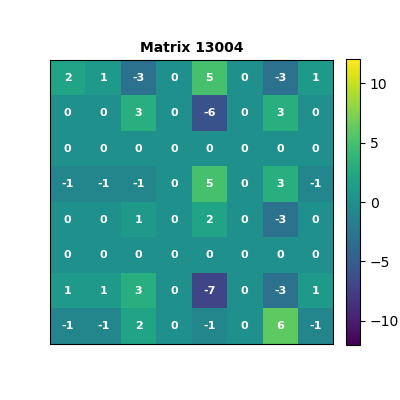 Matrix 13004
2 1 -3 0 5 0 -3 1
0 0 3 0 -6 0 3 0
0 0 0 0 0 0 0 0
-1 -1 -1 0 5 0 3 -1
0 0 1 0 2 0 -3 0
0 0 0 0 0 0 0 0
1 1 3 0 -7 0 -3 1
-1 -1 2 0 -1 0 6 -1
10
5
0
−5
−10